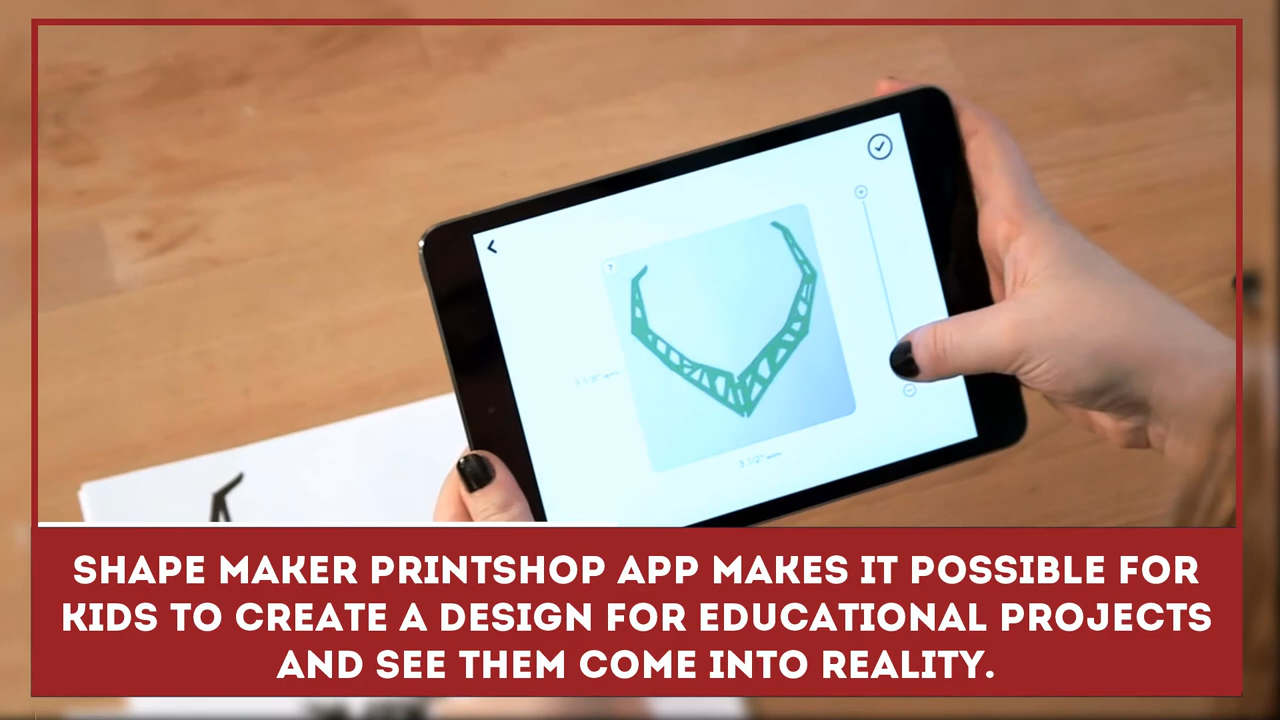 SHAPE MAKER PRINTSHOP APP MAKES IT POSSIBLE FOR
KIDS TO CREATE A DESIGN FOR EDUCATIONAL PROJECTS
AND SEE THEM COME INTO REALITY.